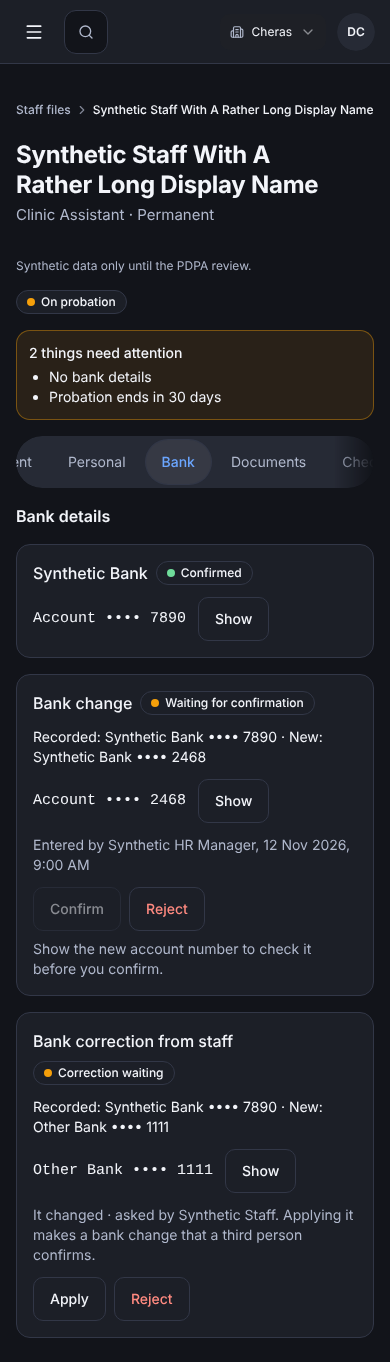 Cheras
DC
Staff files > Synthetic Staff With A Rather Long Display Name
Synthetic Staff With A
Rather Long Display Name
Clinic Assistant · Permanent
Synthetic data only until the PDPA review.
On probation
2 things need attention
• No bank details
• Probation ends in 30 days
ent Personal Bank Documents Che
Bank details
Synthetic Bank Confirmed
Account •••• 7890 Show
Bank change Waiting for confirmation
Recorded: Synthetic Bank •••• 7890 · New:
Synthetic Bank •••• 2468
Account •••• 2468 Show
Entered by Synthetic HR Manager, 12 Nov 2026,
9:00 AM
Confirm Reject
Show the new account number to check it
before you confirm.
Bank correction from staff
Correction waiting
Recorded: Synthetic Bank •••• 7890 · New:
Other Bank •••• 1111
Other Bank •••• 1111 Show
It changed · asked by Synthetic Staff. Applying it
makes a bank change that a third person
confirms.
Apply Reject